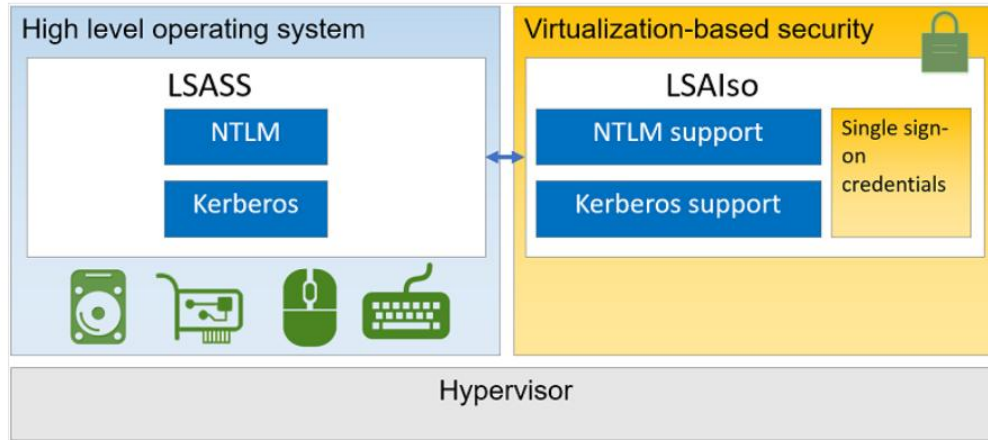 High level operating system
LSASS
NTLM
Kerberos
Virtualization-based security
LSAIso
NTLM support
Kerberos support
Single sign-
on
credentials
Hypervisor